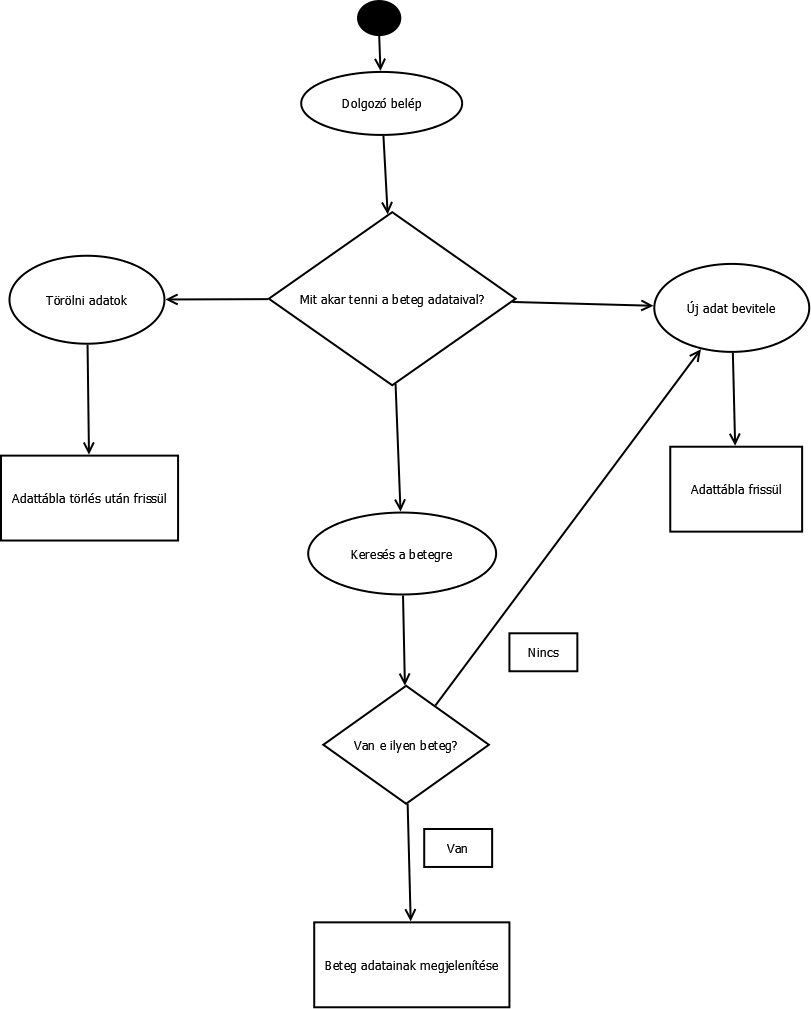 Dolgozó belép
Mit akar tenni a beteg adataival?
Törölni adatok
Új adat bevitele
Adattábla törlés után frissül
Adattábla frissül
Keresés a betegre
Nincs
Van e ilyen beteg?
Van
Beteg adatainak megjelenítése